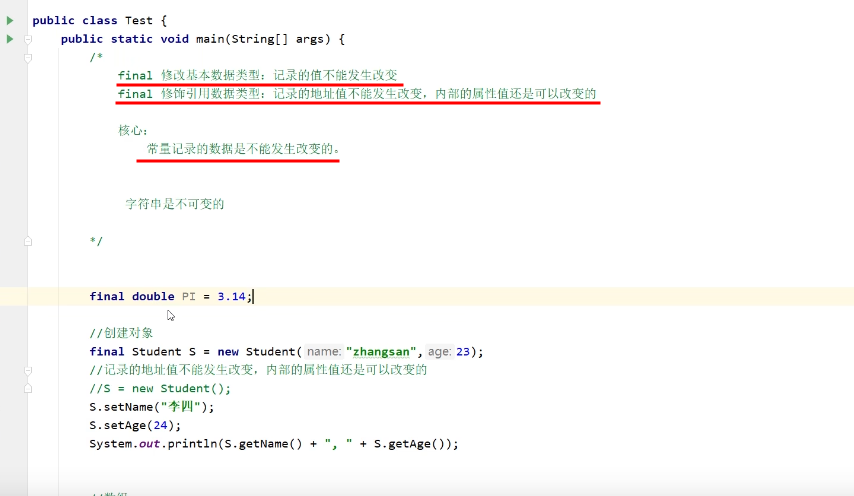 public class Test {
public static void main(String[] args) {
/*
final 修改基本数据类型：记录的值不能发生改变
final 修饰引用数据类型：记录的地址值不能发生改变，内部的属性值还是可以改变的
核心：
常量记录的数据是不能发生改变的。
字符串是不可变的
*/
final double PI = 3.14;
//创建对象
final Student S = new Student( name: "zhangsan", age: 23);
//记录的地址值不能发生改变，内部的属性值还是可以改变的
//S = new Student();
S.setName("李四");
S.setAge(24);
System.out.println(S.getName() + ", " + S.getAge());